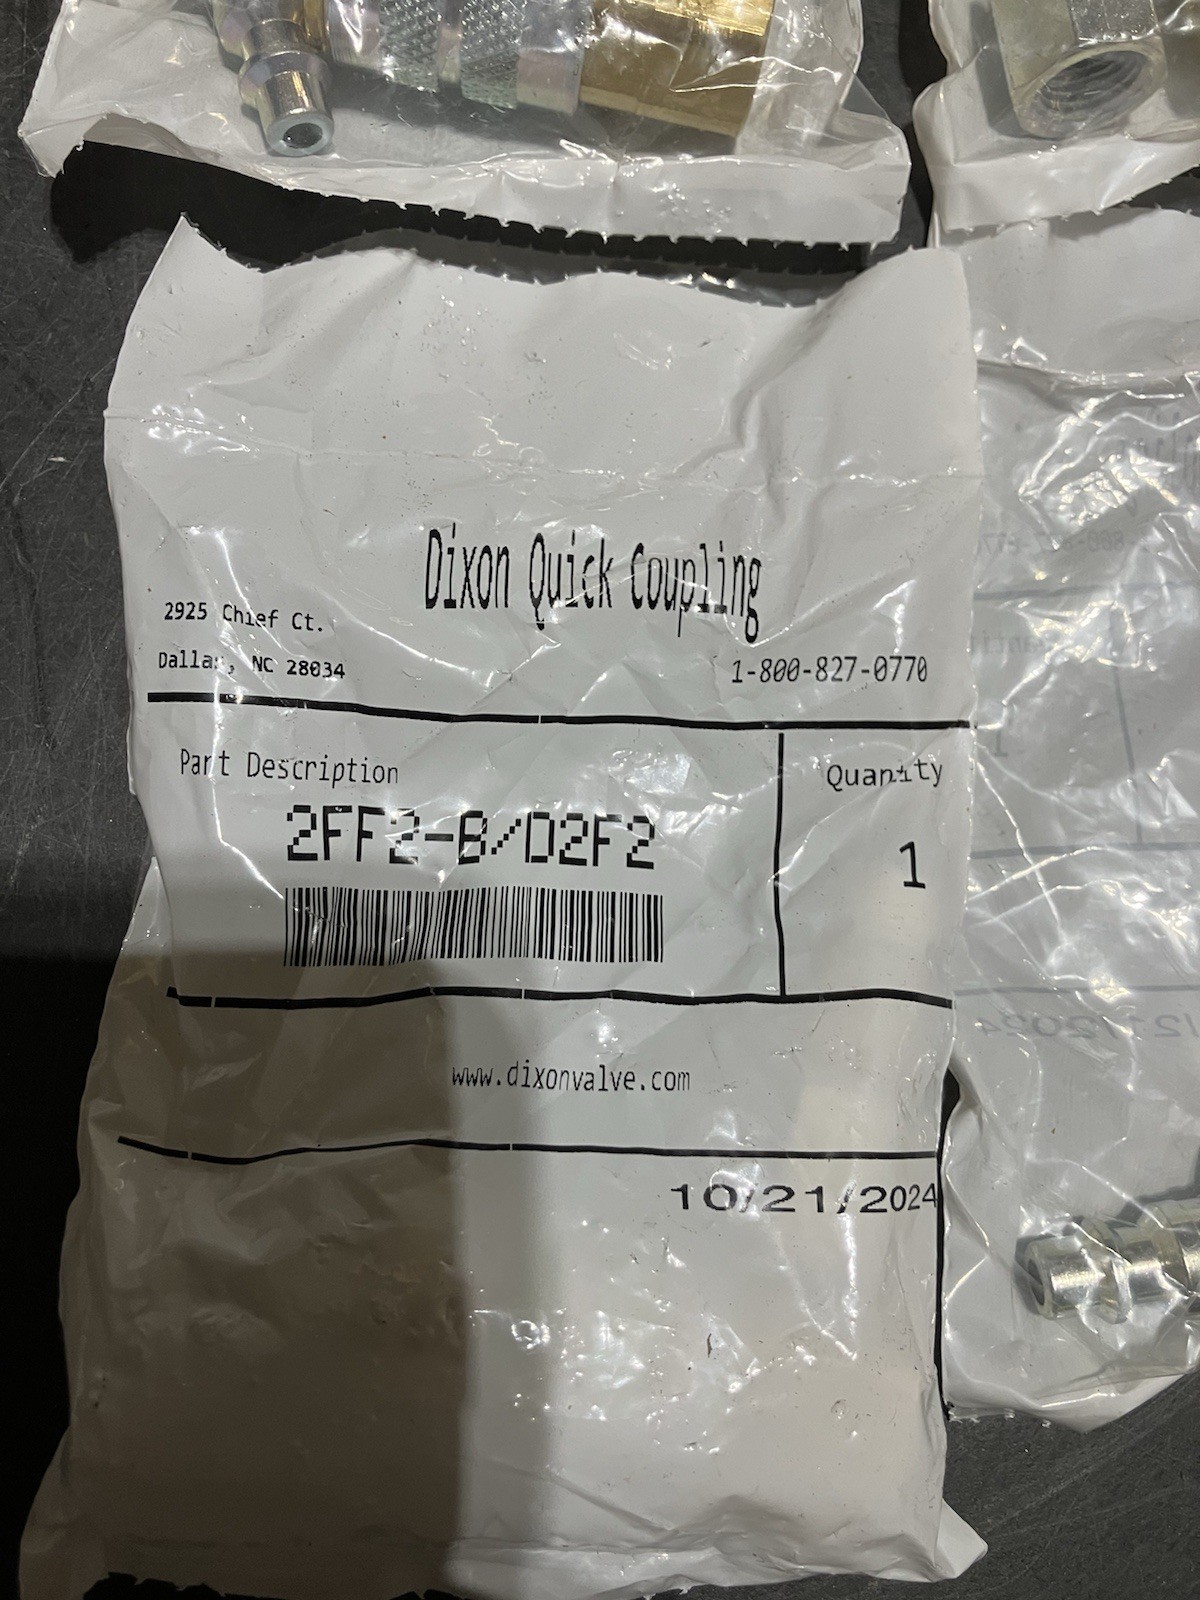 Dixon Quick Coupling
2925 Chief Ct.
Dallas, NC 28034
1-800-827-0770
Part Description
Quantity
2FF2-B/D2F2
1
www.dixonvalve.com
10/21/2024